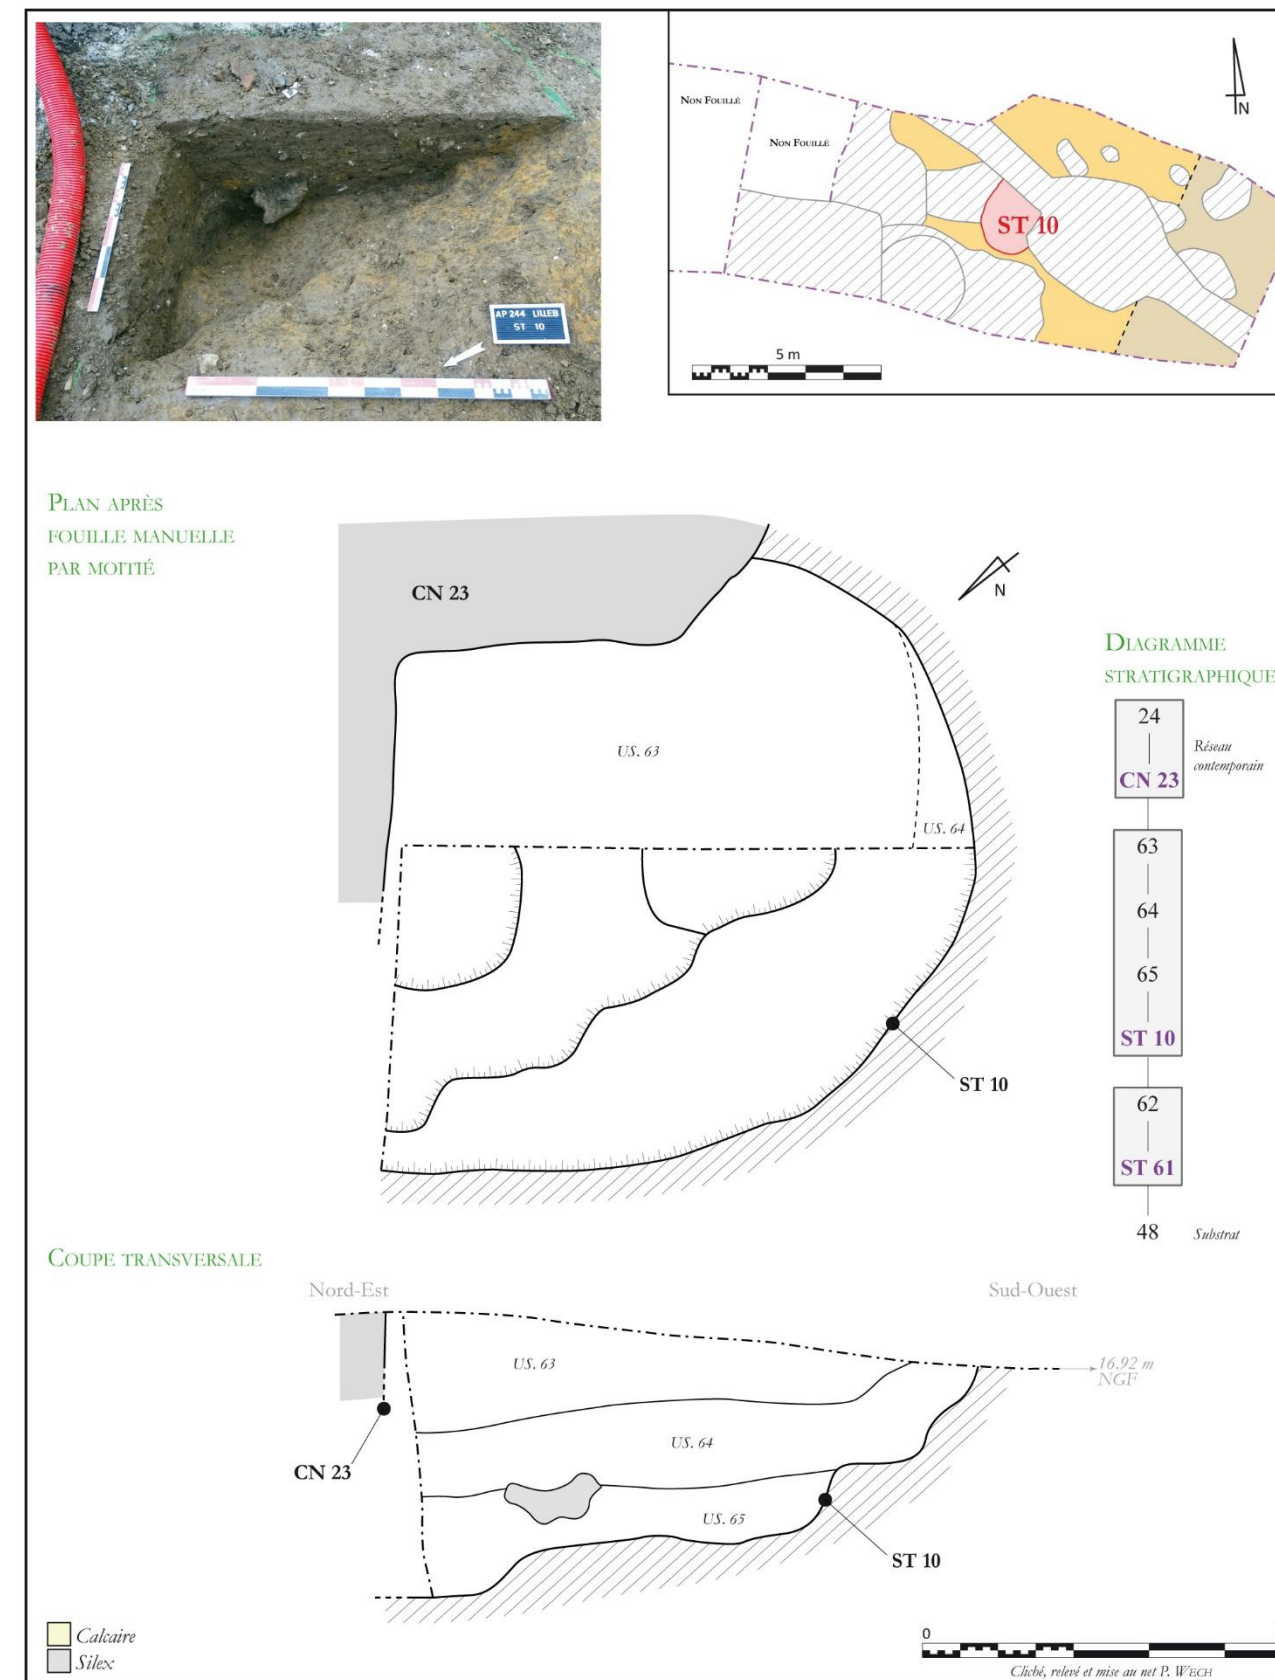 AP 244 LILLEB
ST 10
NON FOUILLÉ
NON FOUILLÉ
N
ST 10
5 m
PLAN APRÈS
FOUILLE MANUELLE
PAR MOITIÉ
CN 23
N
US. 63
US. 64
ST 10
DIAGRAMME
STRATIGRAPHIQUE
24
Réseau
contemporain
CN 23
63
64
65
ST 10
62
ST 61
48
Substrat
COUPE TRANSVERSALE
Nord-Est
Sud-Ouest
US. 63
16,92 m
NGF
US. 64
CN 23
US. 65
ST 10
Calcaire
Silex
0
Cliché, relevé et mise au net P. WECH